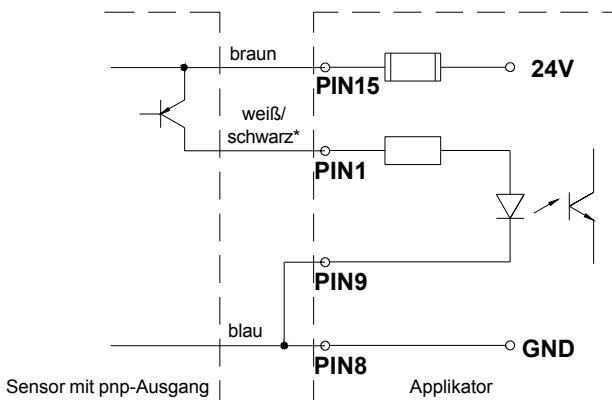 braun
24V
PIN15
weiß/
schwarz*
PIN1
PIN9
blau
PIN8
GND
Sensor mit pnp-Ausgang
Applikator